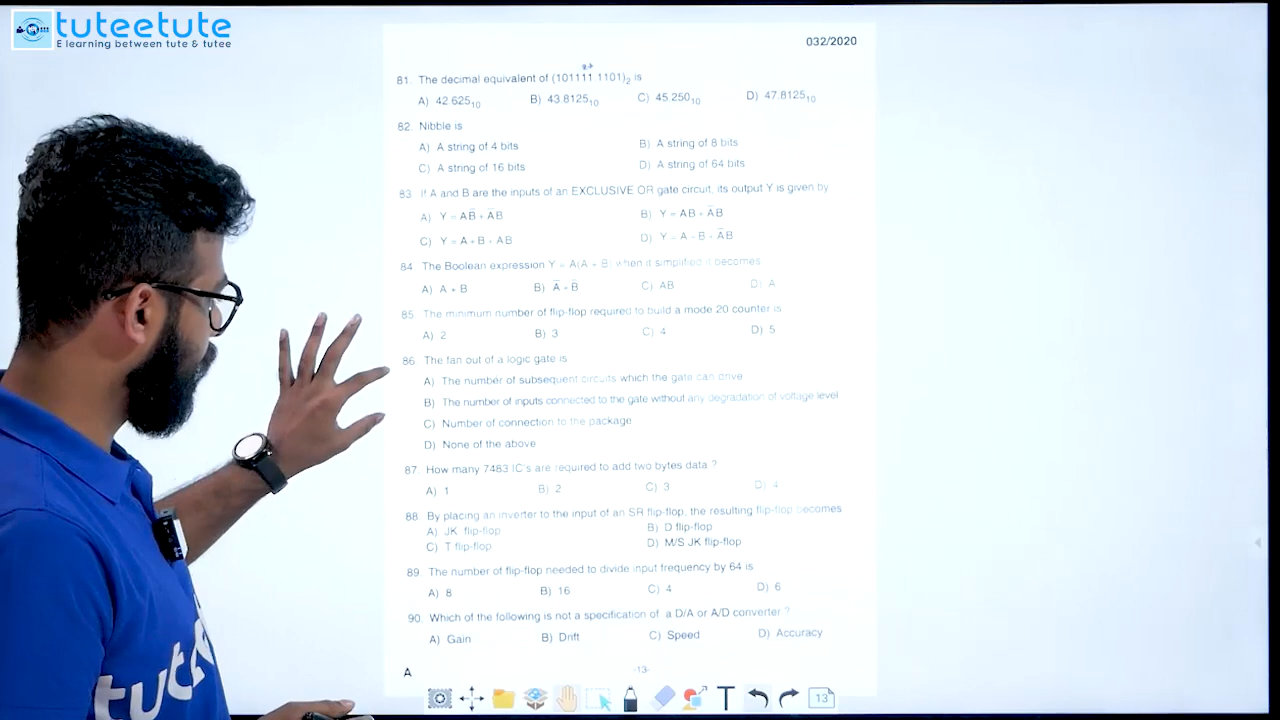 tuteetute
E learning between tute & tutee
032/2020
81. The decimal equivalent of (101111 1101)₂ is
A) 42.625₁₀ B) 43.8125₁₀ C) 45.250₁₀ D) 47.8125₁₀
82. Nibble is
A) A string of 4 bits B) A string of 8 bits
C) A string of 16 bits D) A string of 64 bits
83. If A and B are the inputs of an EXCLUSIVE OR gate circuit, its output Y is given by
A) Y = AB̅ + A̅B B) Y = AB + A̅B
C) Y = A + B + AB D) Y = A + B + A̅B
84. The Boolean expression Y = A(A + B) when it simplified it becomes
A) A + B B) A̅ + B̅ C) AB D) A
85. The minimum number of flip-flop required to build a mode 20 counter is
A) 2 B) 3 C) 4 D) 5
86. The fan out of a logic gate is
A) The number of subsequent circuits which the gate can drive
B) The number of inputs connected to the gate without any degradation of voltage level
C) Number of connection to the package
D) None of the above
87. How many 7483 IC's are required to add two bytes data ?
A) 1 B) 2 C) 3 D) 4
88. By placing an inverter to the input of an SR flip-flop, the resulting flip-flop becomes
A) JK flip-flop B) D flip-flop
C) T flip-flop D) M/S JK flip-flop
89. The number of flip-flop needed to divide input frequency by 64 is
A) 8 B) 16 C) 4 D) 6
90. Which of the following is not a specification of a D/A or A/D converter ?
A) Gain B) Drift C) Speed D) Accuracy
A -13-
T 13